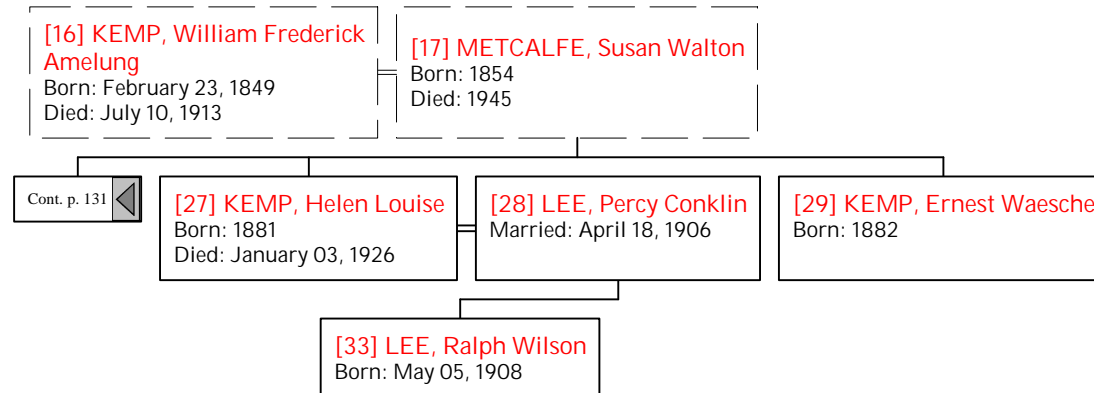 [16] KEMP, William Frederick
Amelung
Born: February 23, 1849
Died: July 10, 1913
[17] METCALFE, Susan Walton
Born: 1854
Died: 1945
Cont. p. 131
[27] KEMP, Helen Louise
Born: 1881
Died: January 03, 1926
[28] LEE, Percy Conklin
Married: April 18, 1906
[29] KEMP, Ernest Waesche
Born: 1882
[33] LEE, Ralph Wilson
Born: May 05, 1908